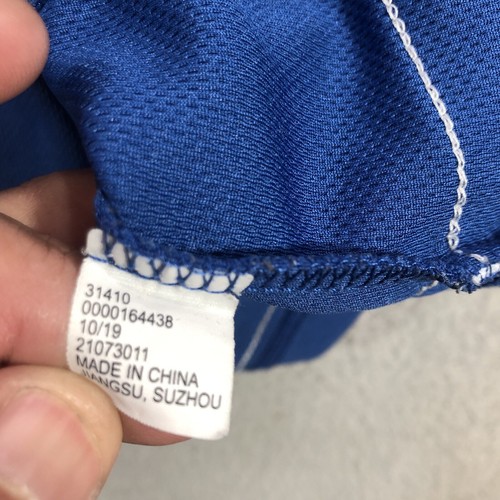 31410
0000164438
10/19
21073011
MADE IN CHINA
JIANGSU, SUZHOU